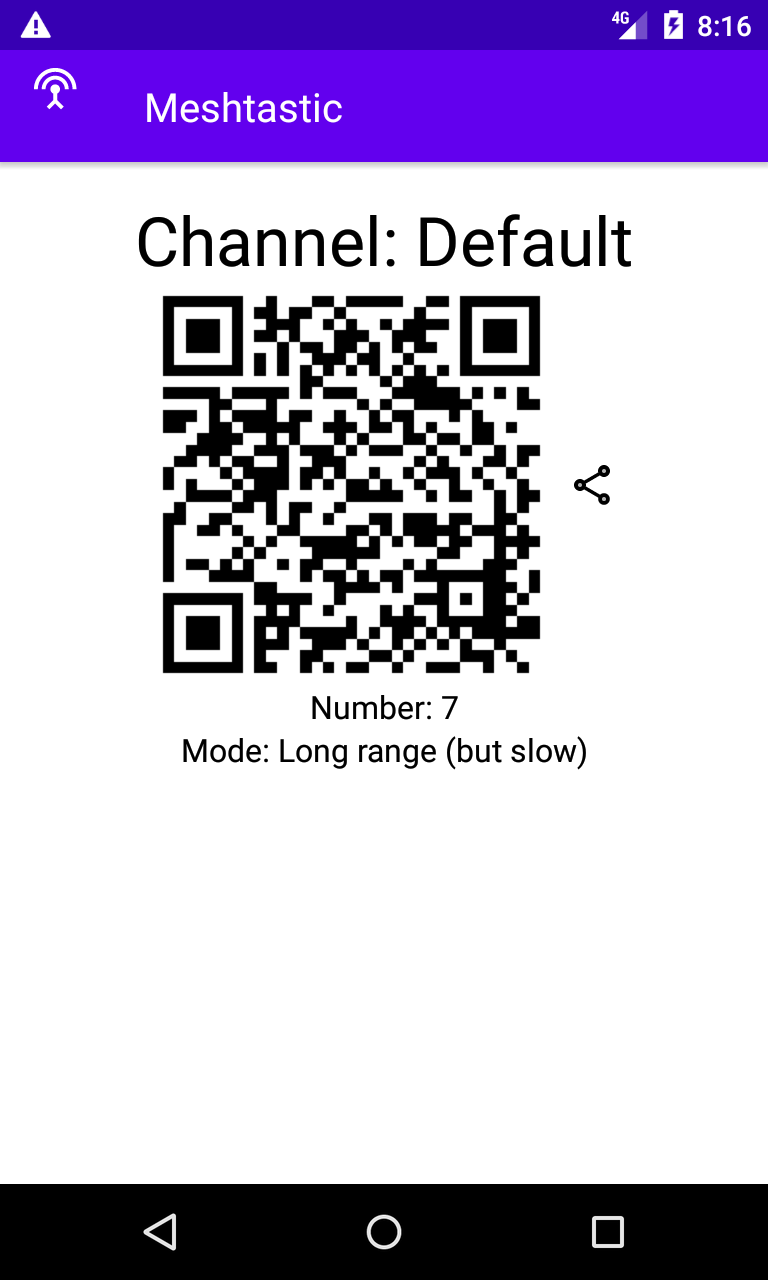 4G
8:16
Meshtastic
Channel: Default
Number: 7
Mode: Long range (but slow)